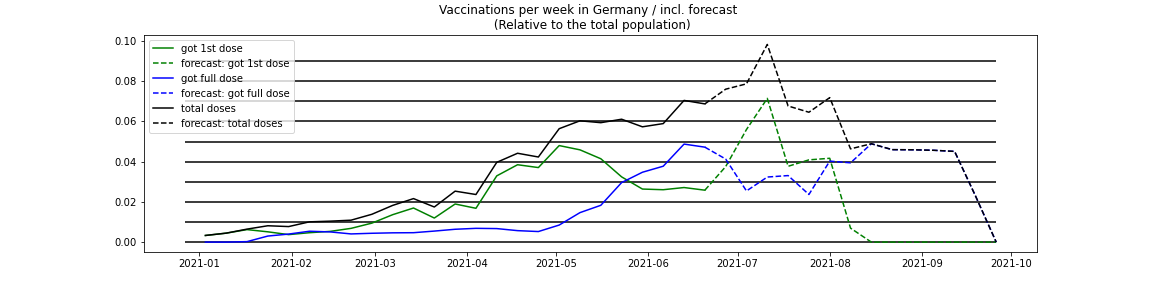 Vaccinations per week in Germany / incl. forecast
(Relative to the total population)
0.10
0.08
0.06
0.04
0.02
0.00
got 1st dose
forecast: got 1st dose
got full dose
forecast: got full dose
total doses
forecast: total doses
2021-01 2021-02 2021-03 2021-04 2021-05 2021-06 2021-07 2021-08 2021-09 2021-10